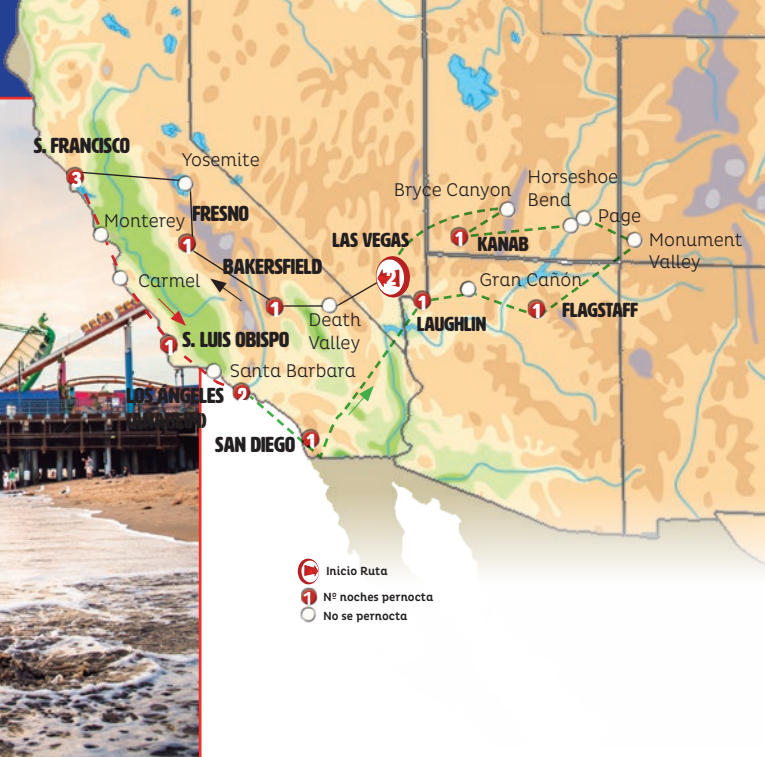 S. FRANCISCO
3
Yosemite
Monterey
FRESNO
1
Carmel
BAKERSFIELD
1
Death
Valley
LAS VEGAS
2
Bryce Canyon
Horseshoe
Bend
Page
1
KANAB
Monument
Valley
Gran Cañón
1
LAUGHLIN
1
FLAGSTAFF
1
S. LUIS OBISPO
Santa Barbara
LOS ÁNGELES
2
SAN DIEGO
1
Inicio Ruta
1
Nº noches pernocta
No se pernocta